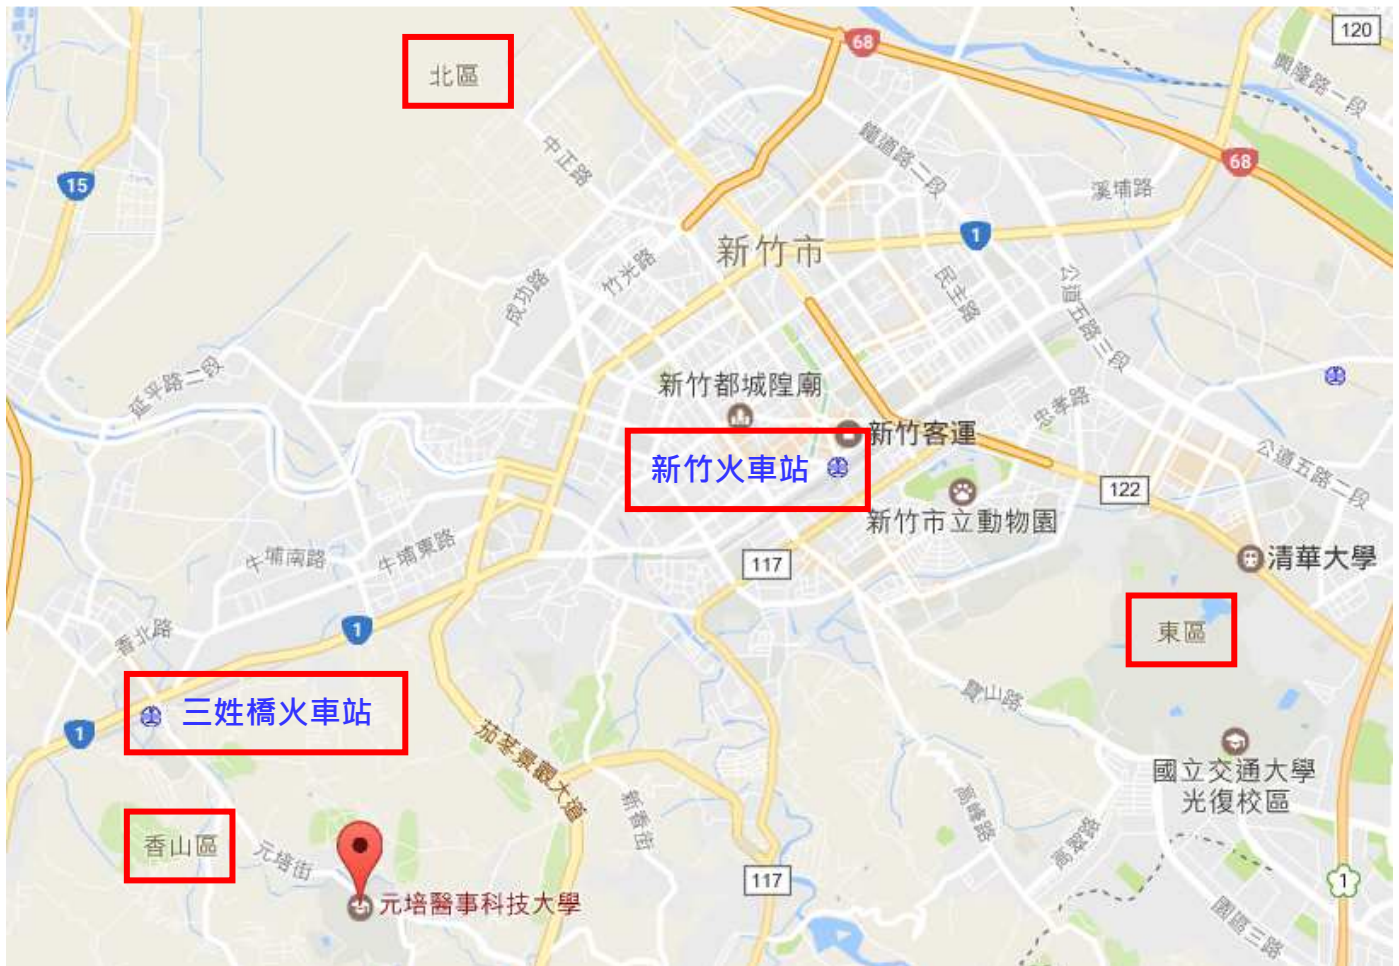 120
68
北區
興隆路一段
中正路
鐵道路二段
68
15
溪埔路
1
新竹市
竹光路
成功路
民主路
公道五路三段
延平路二段
新竹都城隍廟
忠孝路
新竹客運
新竹火車站
公道五路二段
122
新竹市立動物園
牛埔南路
牛埔東路
117
清華大學
香北路
1
東區
寶山路
三姓橋火車站
1
茄苳景觀大道
國立交通大學
光復校區
新香街
高峰路
高翠路
香山區
元培街
117
1
元培醫事科技大學
園區三路